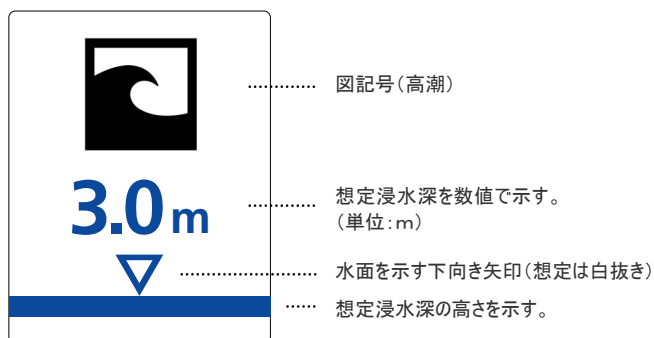 図記号（高潮）
3.0m
想定浸水深を数値で示す。
（単位：ｍ）
水面を示す下向き矢印（想定は白抜き）
想定浸水深の高さを示す。